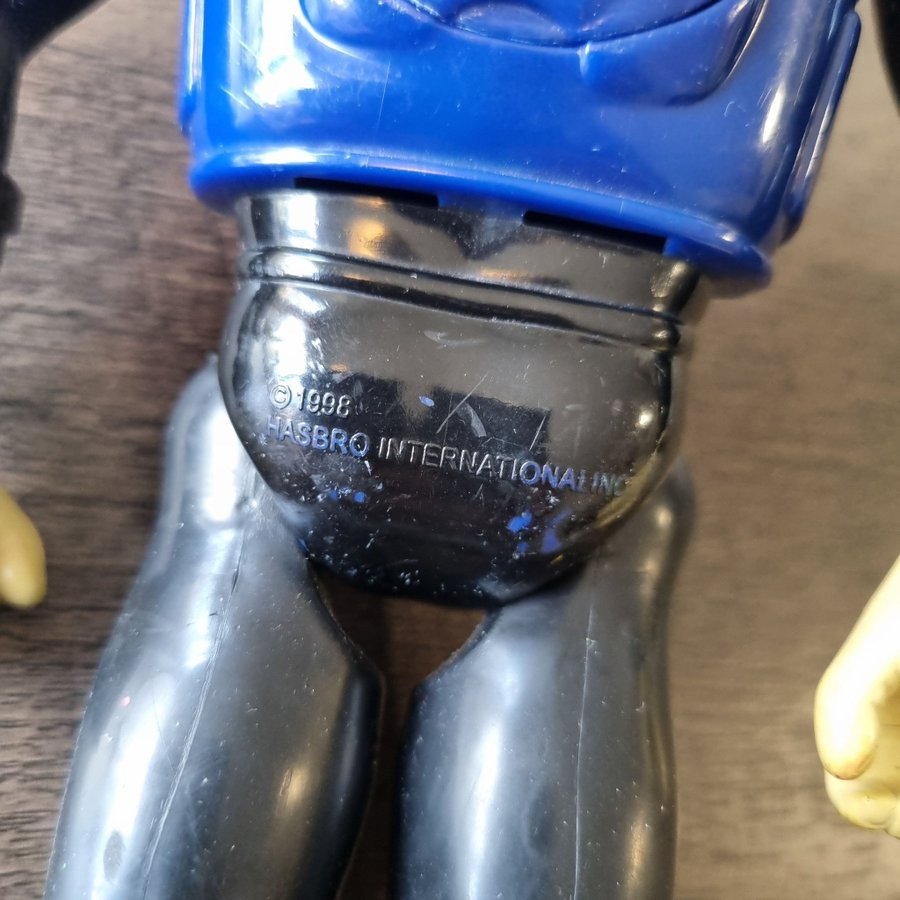 © 1998
HASBRO INTERNATIONAL INC